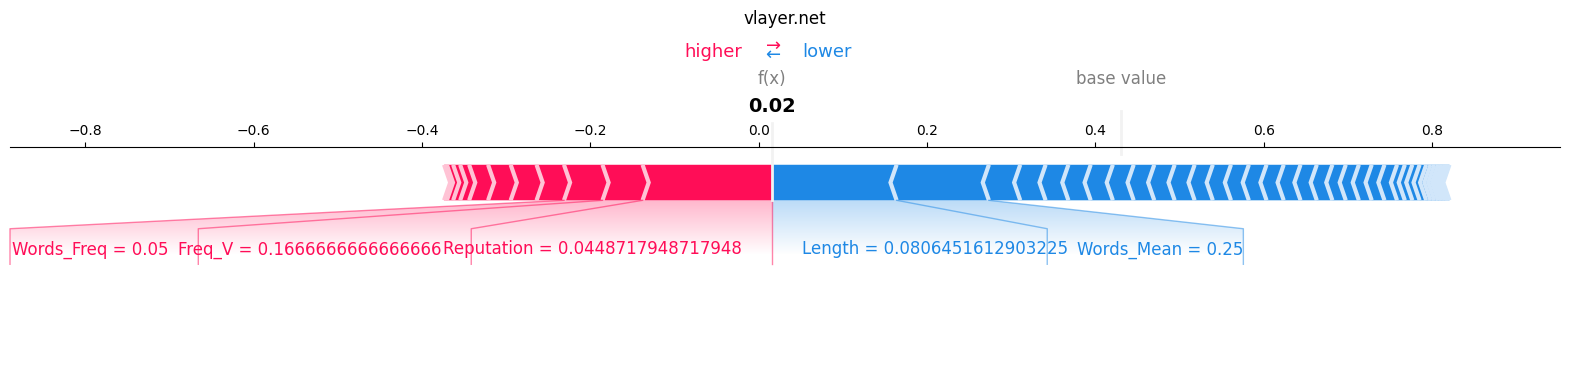 vlayer.net
higher ⇄ lower
f(x) base value
0.02
−0.8 −0.6 −0.4 −0.2 0.0 0.2 0.4 0.6 0.8
Words_Freq = 0.05 Freq_V = 0.1666666666666666 Reputation = 0.0448717948717948 Length = 0.0806451612903225 Words_Mean = 0.25